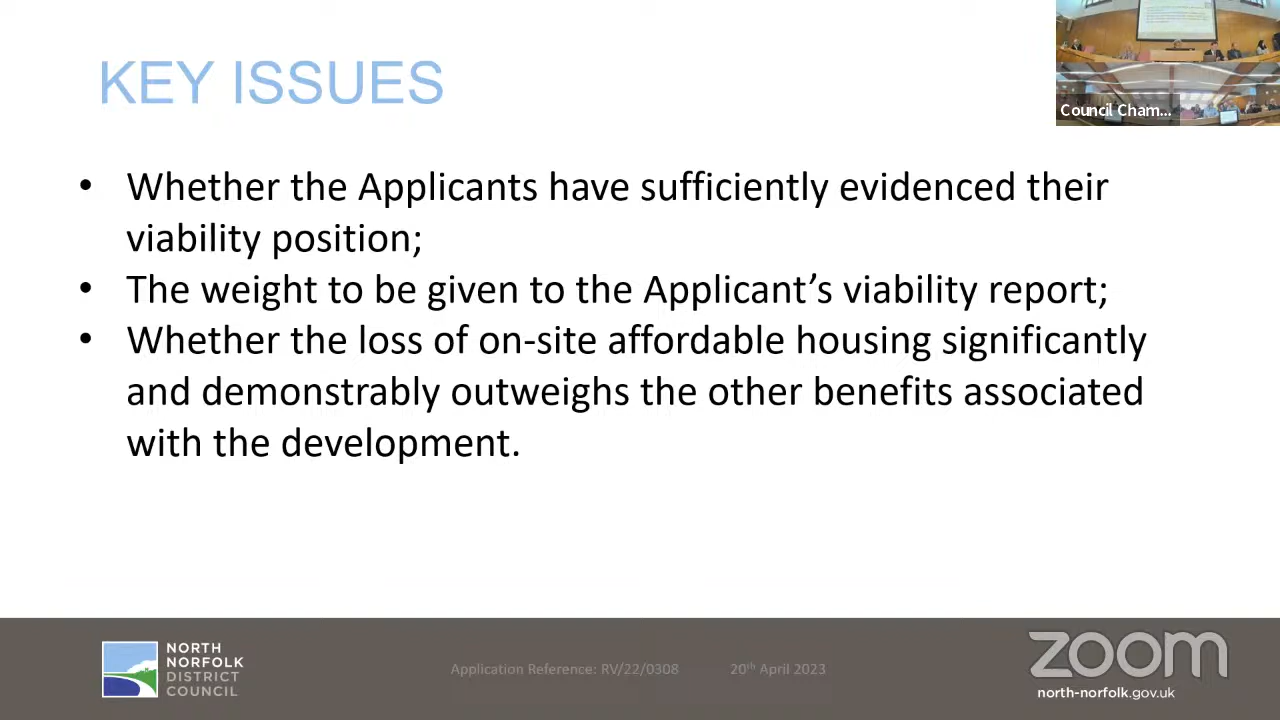 KEY ISSUES
Council Cham...
• Whether the Applicants have sufficiently evidenced their
viability position;
• The weight to be given to the Applicant’s viability report;
• Whether the loss of on-site affordable housing significantly
and demonstrably outweighs the other benefits associated
with the development.
NORTH
NORFOLK
DISTRICT
COUNCIL
Application Reference: RV/22/0308 20th April 2023
zoom
north-norfolk.gov.uk